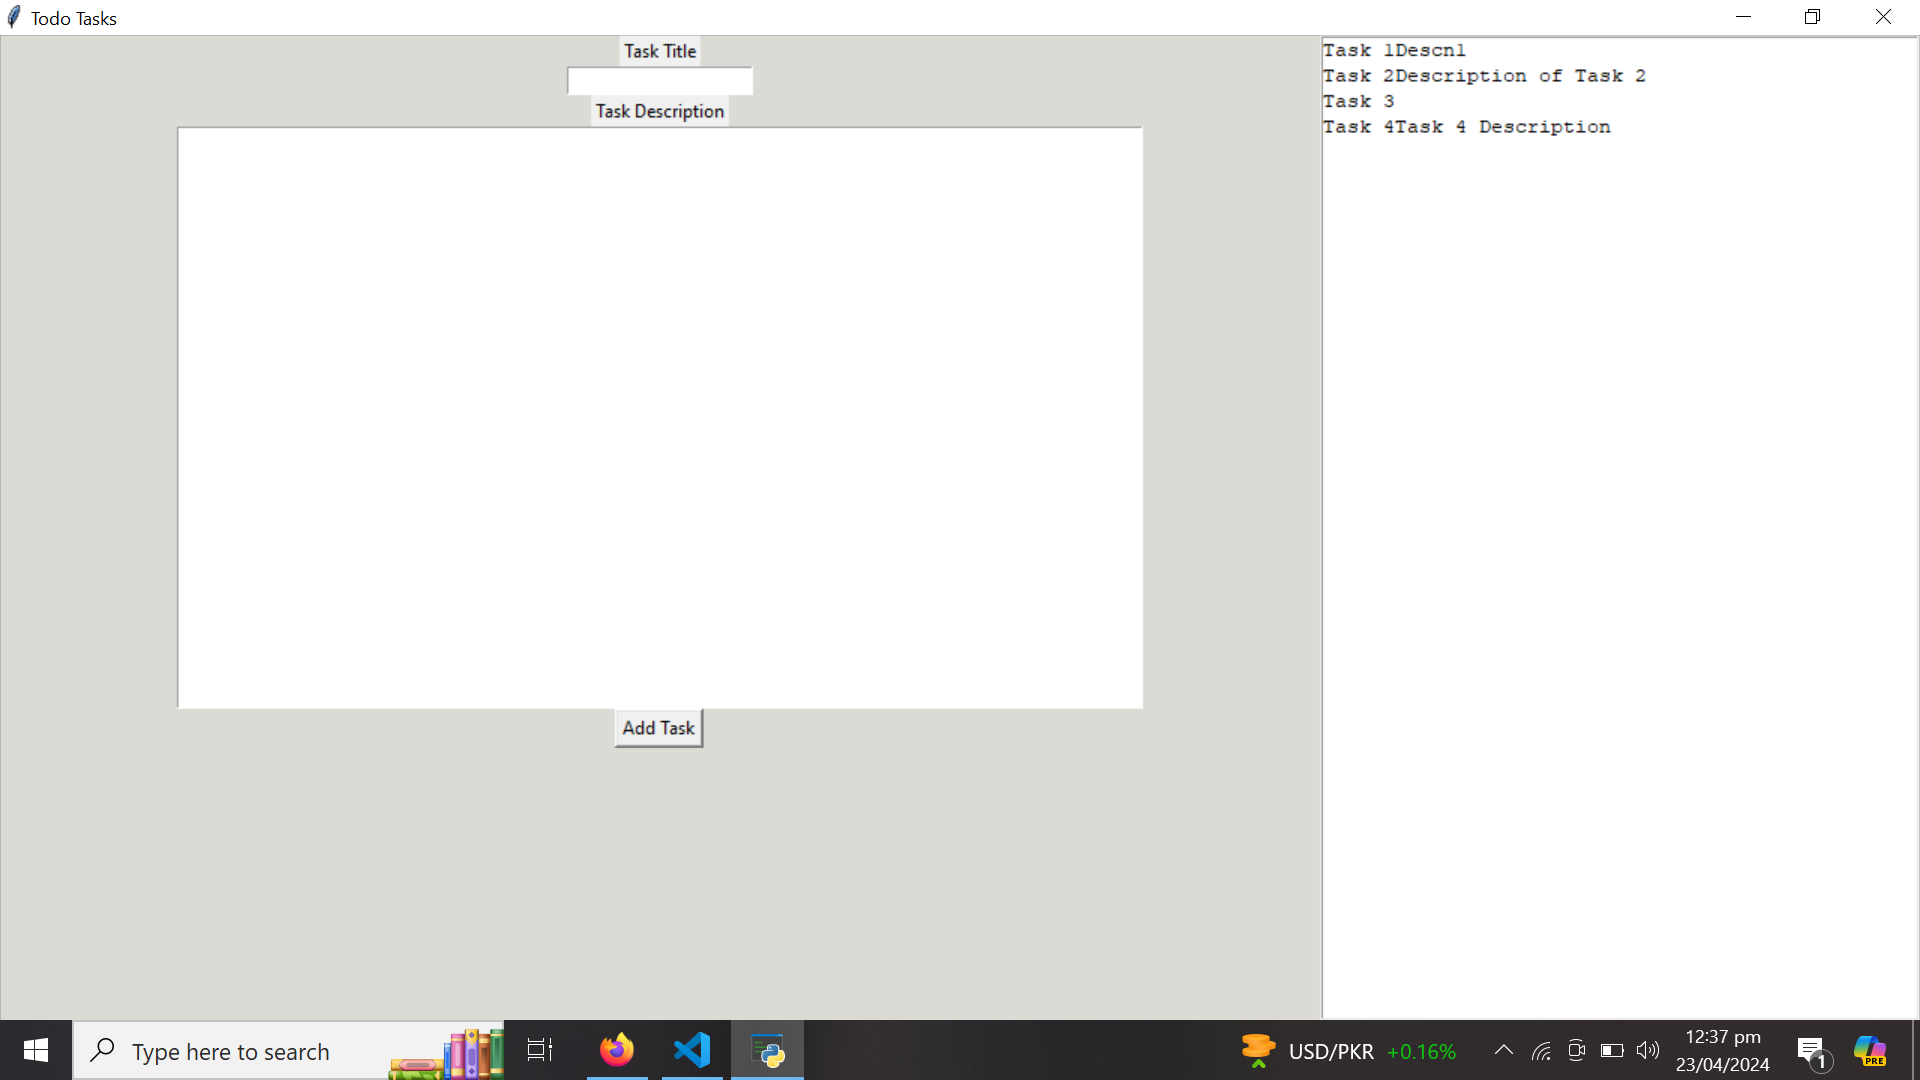 Todo Tasks
Task Title
Task Description
Add Task
Task 1Descn1
Task 2Description of Task 2
Task 3
Task 4Task 4 Description
Type here to search
USD/PKR +0.16%
12:37 pm
23/04/2024
1
PRE